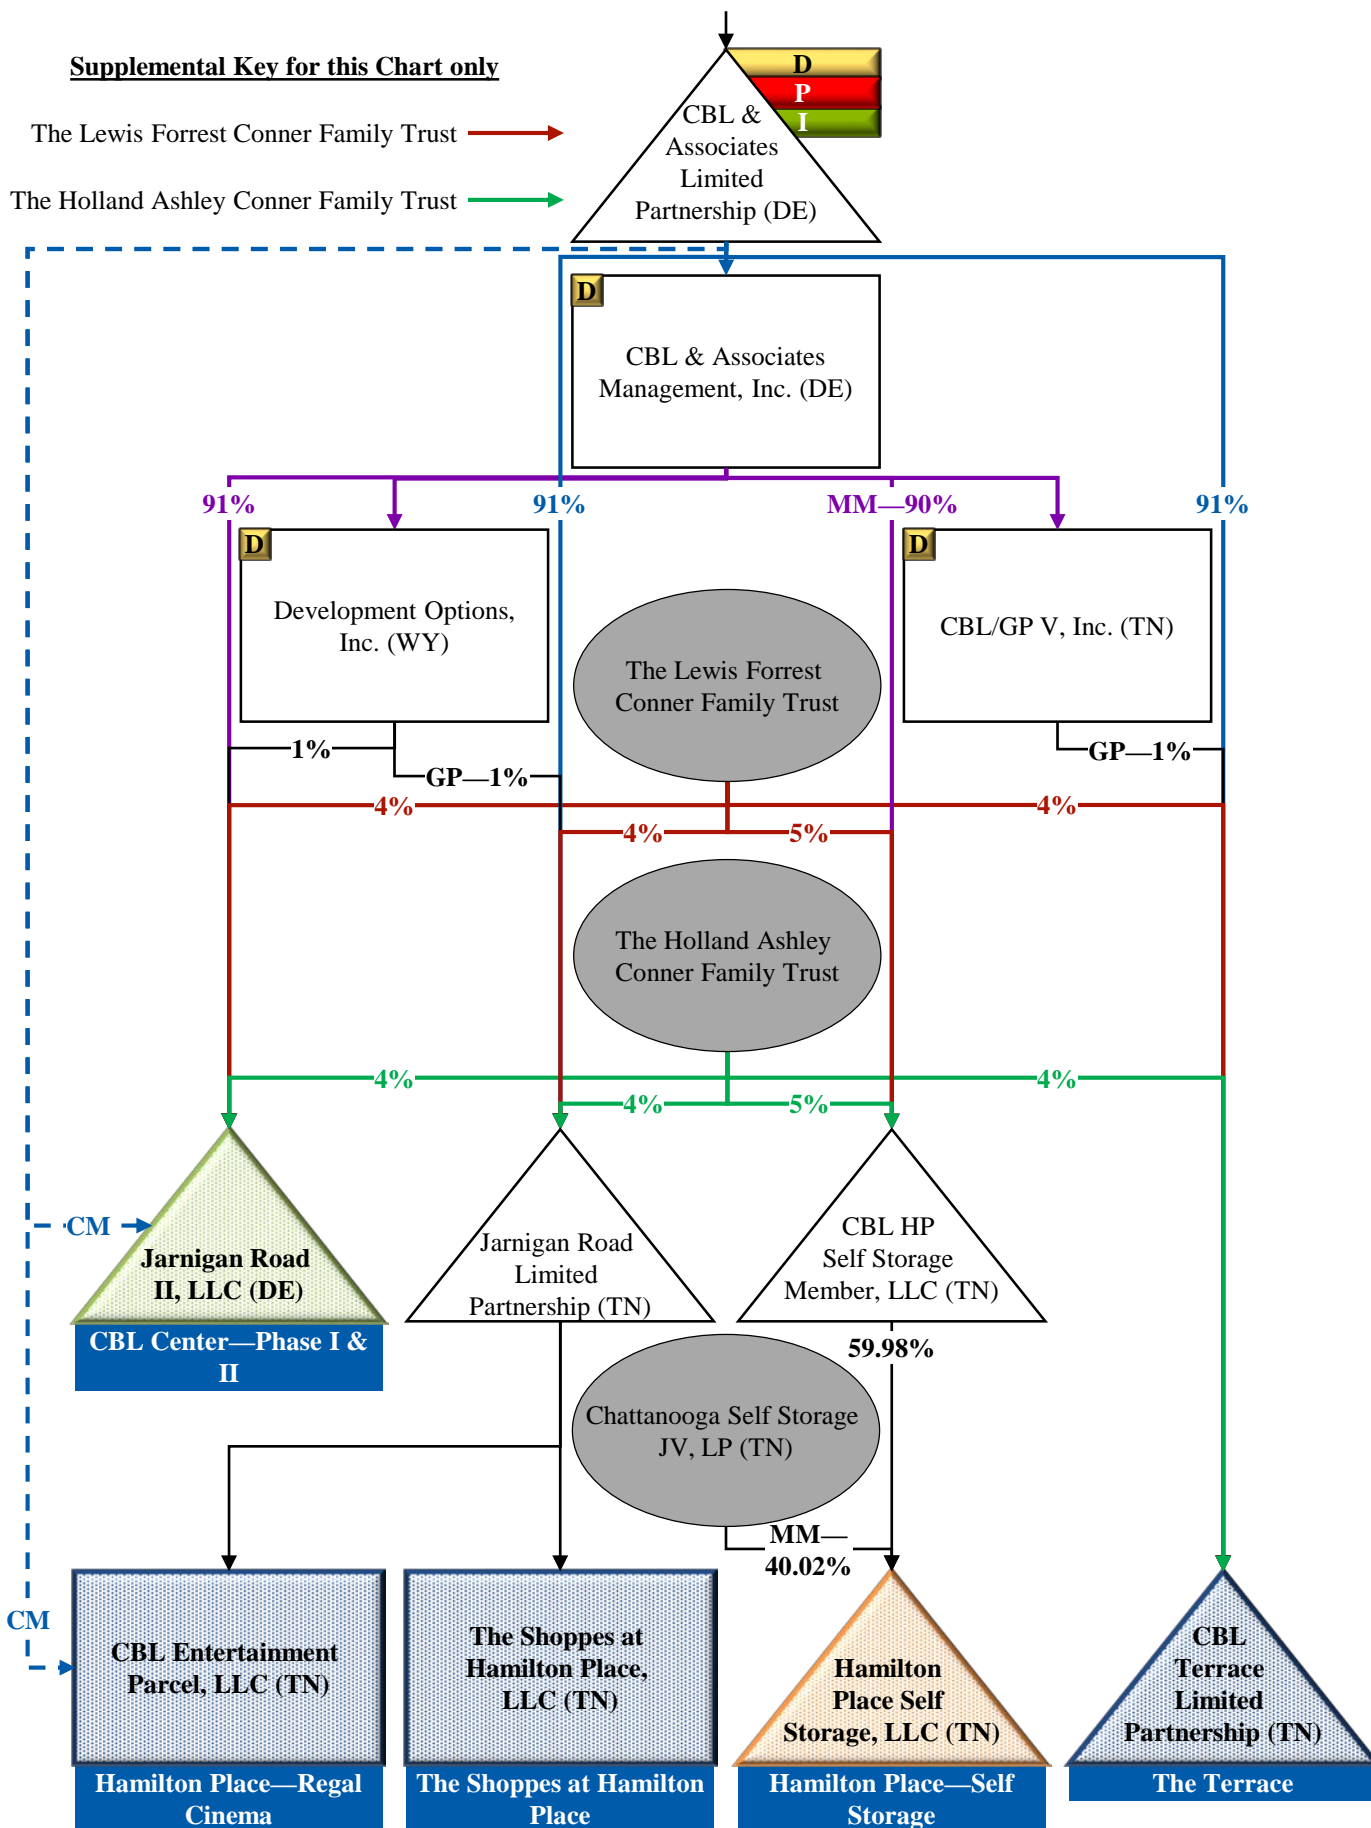 Supplemental Key for this Chart only
The Lewis Forrest Conner Family Trust
The Holland Ashley Conner Family Trust
D
P
I
CBL &
Associates
Limited
Partnership (DE)
D
CBL & Associates
Management, Inc. (DE)
91%
91%
MM—90%
91%
D
Development Options,
Inc. (WY)
D
CBL/GP V, Inc. (TN)
The Lewis Forrest
Conner Family Trust
1%
GP—1%
GP—1%
4%
4%
4%
5%
The Holland Ashley
Conner Family Trust
4%
4%
4%
5%
CM
Jarnigan Road
II, LLC (DE)
CBL Center—Phase I &
II
Jarnigan Road
Limited
Partnership (TN)
CBL HP
Self Storage
Member, LLC (TN)
59.98%
Chattanooga Self Storage
JV, LP (TN)
MM—
40.02%
CM
CBL Entertainment
Parcel, LLC (TN)
Hamilton Place—Regal
Cinema
The Shoppes at
Hamilton Place,
LLC (TN)
The Shoppes at Hamilton
Place
Hamilton
Place Self
Storage, LLC (TN)
Hamilton Place—Self
Storage
CBL
Terrace
Limited
Partnership (TN)
The Terrace